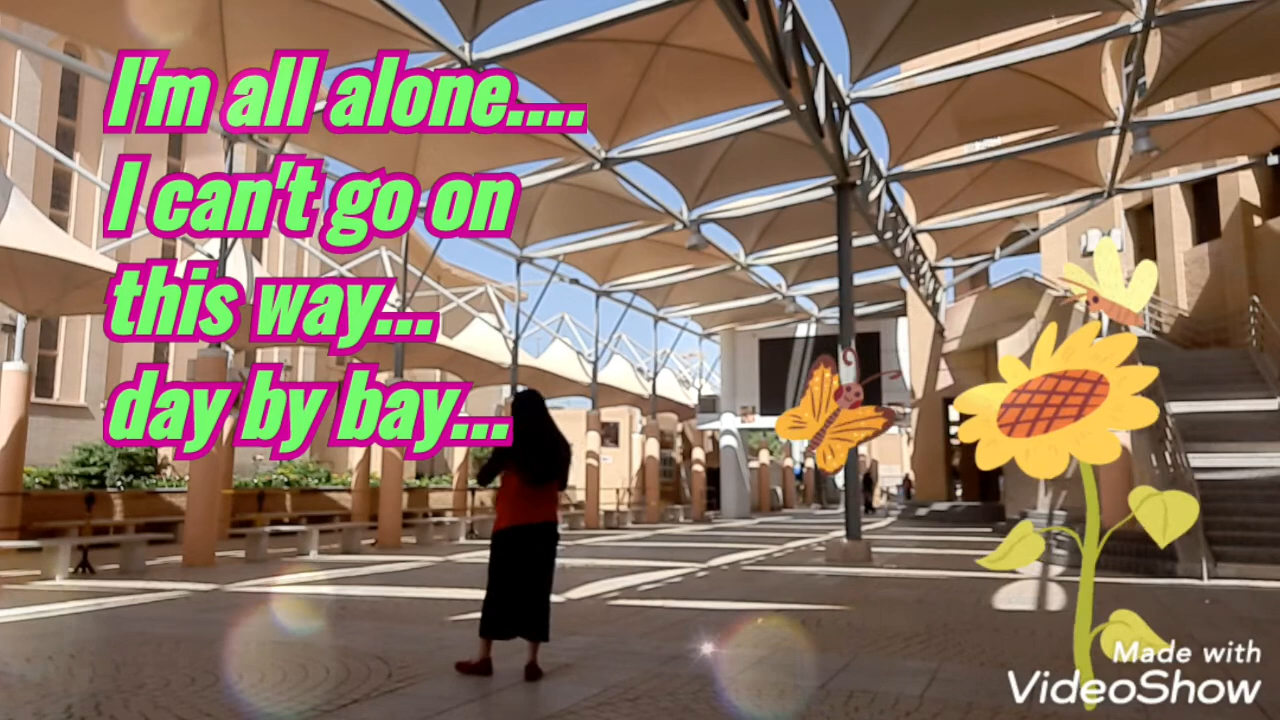 I'm all alone....
I can't go on
this way...
day by bay...
Made with
VideoShow